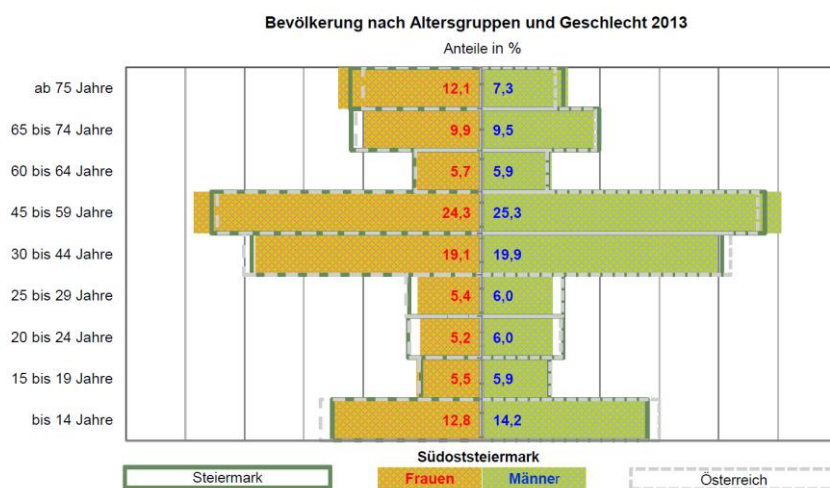 Bevölkerung nach Altersgruppen und Geschlecht 2013
Anteile in %
ab 75 Jahre 12,1 7,3
65 bis 74 Jahre 9,9 9,5
60 bis 64 Jahre 5,7 5,9
45 bis 59 Jahre 24,3 25,3
30 bis 44 Jahre 19,1 19,9
25 bis 29 Jahre 5,4 6,0
20 bis 24 Jahre 5,2 6,0
15 bis 19 Jahre 5,5 5,9
bis 14 Jahre 12,8 14,2
Südoststeiermark
Steiermark Frauen Männer Österreich